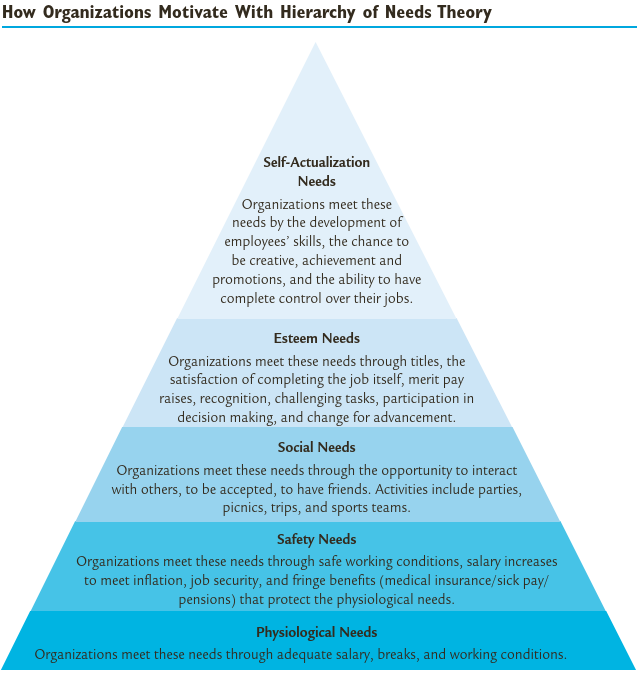 How Organizations Motivate With Hierarchy of Needs Theory
Self-Actualization
Needs
Organizations meet these
needs by the development of
employees’ skills, the chance to
be creative, achievement and
promotions, and the ability to have
complete control over their jobs.
Esteem Needs
Organizations meet these needs through titles, the
satisfaction of completing the job itself, merit pay
raises, recognition, challenging tasks, participation in
decision making, and change for advancement.
Social Needs
Organizations meet these needs through the opportunity to interact
with others, to be accepted, to have friends. Activities include parties,
picnics, trips, and sports teams.
Safety Needs
Organizations meet these needs through safe working conditions, salary increases
to meet inflation, job security, and fringe benefits (medical insurance/sick pay/
pensions) that protect the physiological needs.
Physiological Needs
Organizations meet these needs through adequate salary, breaks, and working conditions.